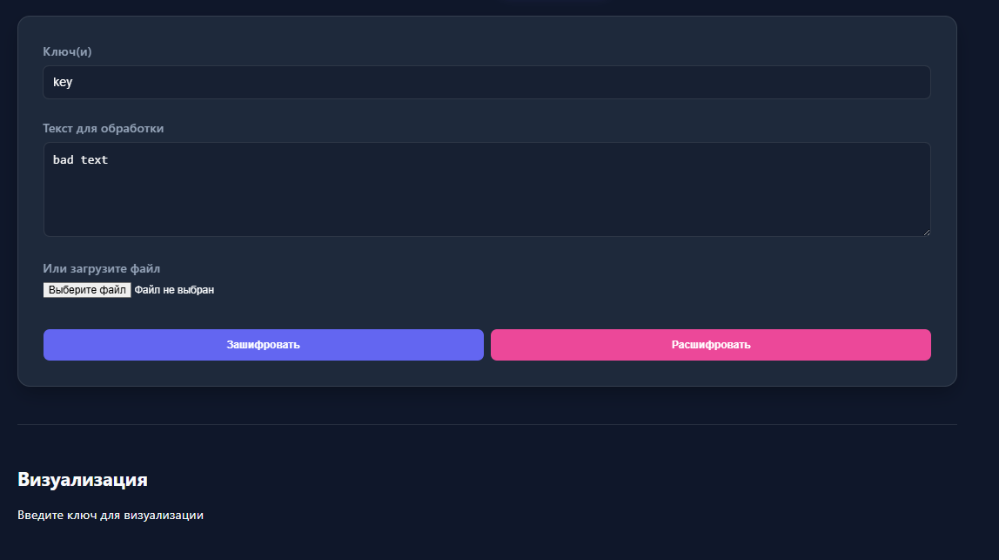 Ключ(и)
key
Текст для обработки
bad text
Или загрузите файл
Выберите файл Файл не выбран
Зашифровать Расшифровать
Визуализация
Введите ключ для визуализации